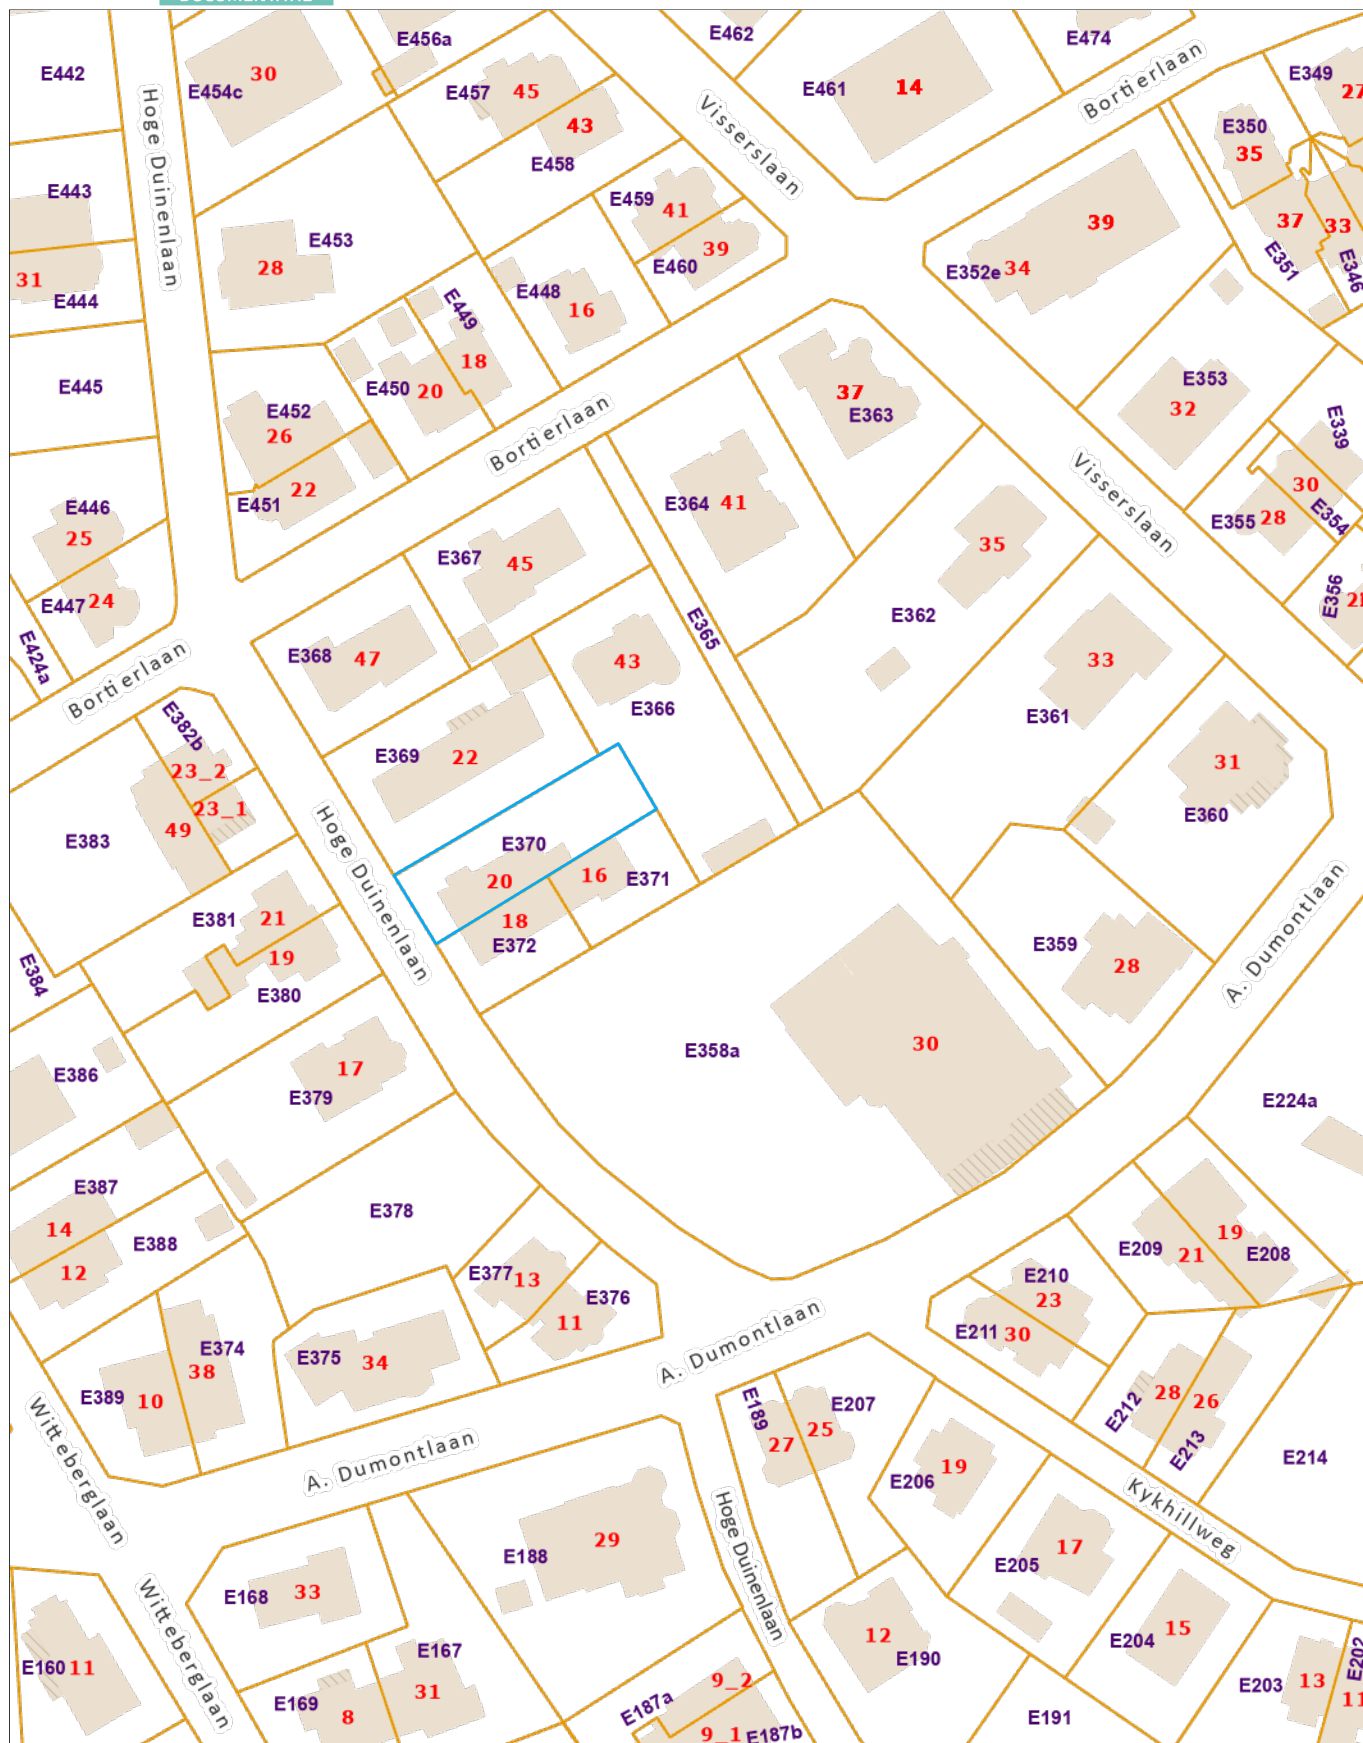 E456a
E462
E474
E442
30
E454c
E457
45
43
E458
E461
14
Bortierlaan
E349
27
E350
35
Hoge Duinenlaan
Visserslaan
E443
E459
41
39
E460
E453
28
31
E444
E352e
34
39
37
33
E351
E346
E448
16
E449
18
E450
20
E445
E452
26
E451
22
Bortierlaan
37
E363
E353
32
E339
30
E354
E355
28
E356
E446
25
E447
24
E424a
E364
41
Visserslaan
E367
45
35
E362
E365
E368
47
43
E366
33
E361
Bortierlaan
E382b
23_2
23_1
49
E383
E369
22
31
E360
Hoge Duinenlaan
E370
20
16
E371
18
E372
E381
21
19
E380
E384
E359
28
A. Dumontlaan
E358a
30
E386
17
E379
E224a
E387
14
E388
12
E378
E209
19
21
E208
E377
13
E376
11
E210
23
E211
30
A. Dumontlaan
E374
38
E375
34
E389
10
E212
28
26
E213
E214
E189
27
E207
25
Witteberglaan
A. Dumontlaan
E206
19
Kykhillweg
Hoge Duinenlaan
E188
29
E205
17
E168
33
Witteberglaan
E160
11
E167
31
E169
8
12
E190
E204
15
E203
13
E202
11
9_2
E187a
9_1
E187b
E191